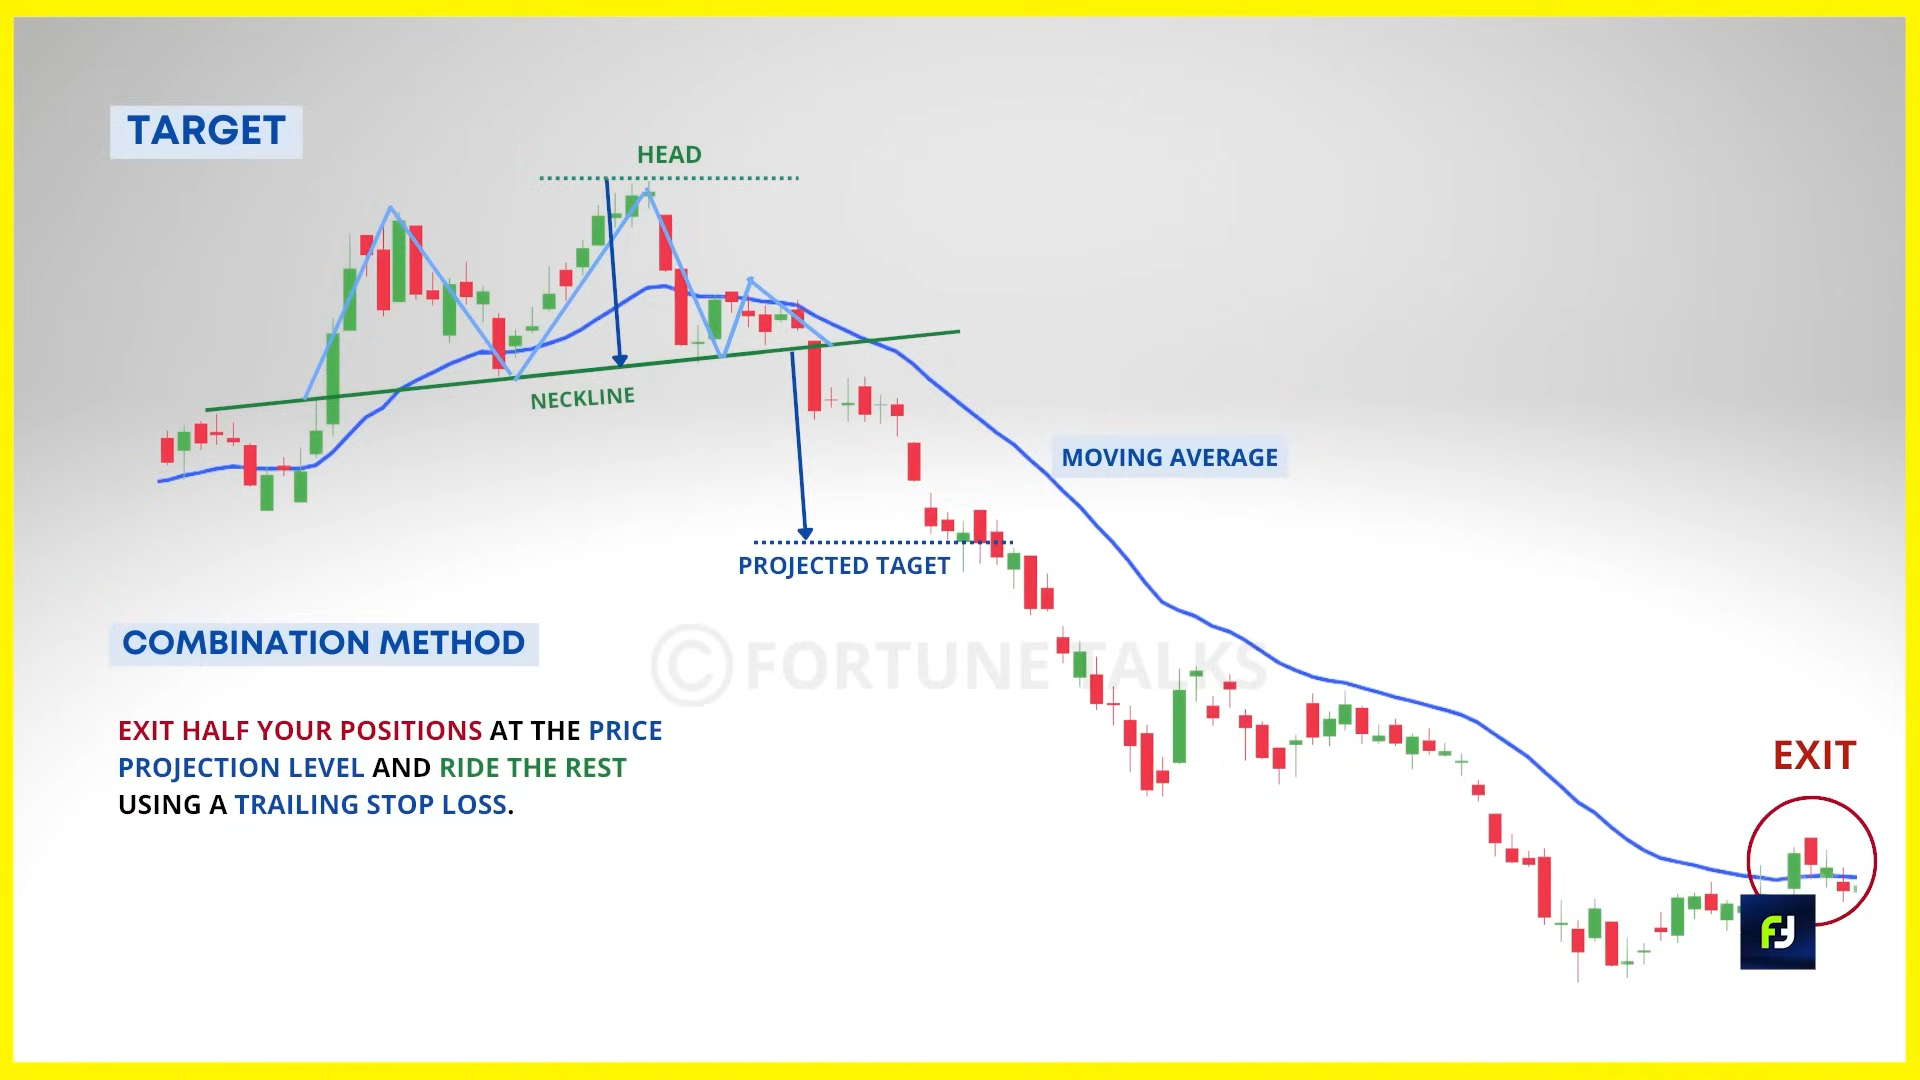 TARGET
HEAD
NECKLINE
MOVING AVERAGE
PROJECTED TAGET
COMBINATION METHOD
© FORTUNE TALKS
EXIT HALF YOUR POSITIONS AT THE PRICE
PROJECTION LEVEL AND RIDE THE REST
USING A TRAILING STOP LOSS.
EXIT